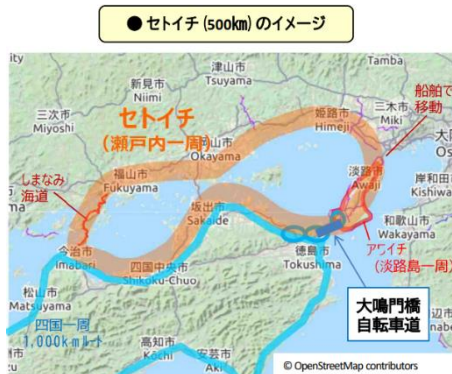 ● セトイチ(500km)のイメージ
city
津山市
Tsuyama
Tamba
新見市
Niimi
船舶で
移動
三次市
Miyoshi
セトイチ
(瀬戸内一周)
姫路市
Himeji
三木市
Miki
岡山市
Okayama
福山市
Fukuyama
しまなみ
海道
淡路市
Awaji
岸和田市
Kishiwada
坂出市
Sakaide
和歌山市
Wakayama
今治市
Imabari
四国中央市
Shikoku-Chuo
徳島市
Tokushima
アワイチ
(淡路島一周)
松山市
Matsuyama
四国一周
1,000kmルート
大鳴門橋
自転車道
高知市
Kōchi
安芸市
Aki
© OpenStreetMap contributors